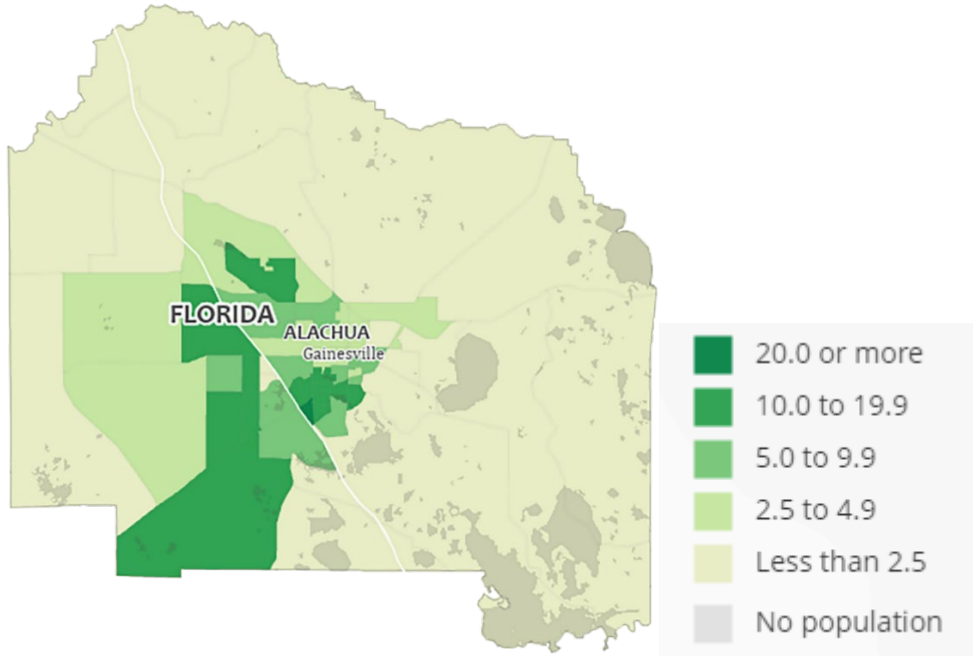 FLORIDA
ALACHUA
Gainesville
20.0 or more
10.0 to 19.9
5.0 to 9.9
2.5 to 4.9
Less than 2.5
No population